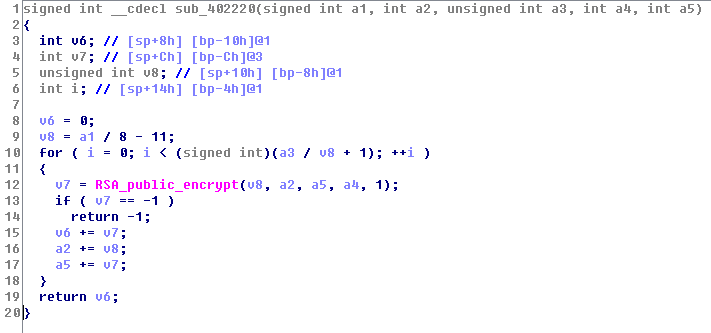 1 signed int __cdecl sub_402220(signed int a1, int a2, unsigned int a3, int a4, int a5)
2 {
3   int v6; // [sp+8h] [bp-10h]@1
4   int v7; // [sp+Ch] [bp-Ch]@3
5   unsigned int v8; // [sp+10h] [bp-8h]@1
6   int i; // [sp+14h] [bp-4h]@1
7
8   v6 = 0;
9   v8 = a1 / 8 - 11;
10   for ( i = 0; i < (signed int)(a3 / v8 + 1); ++i )
11   {
12     v7 = RSA_public_encrypt(v8, a2, a5, a4, 1);
13     if ( v7 == -1 )
14       return -1;
15     v6 += v7;
16     a2 += v8;
17     a5 += v7;
18   }
19   return v6;
20 }